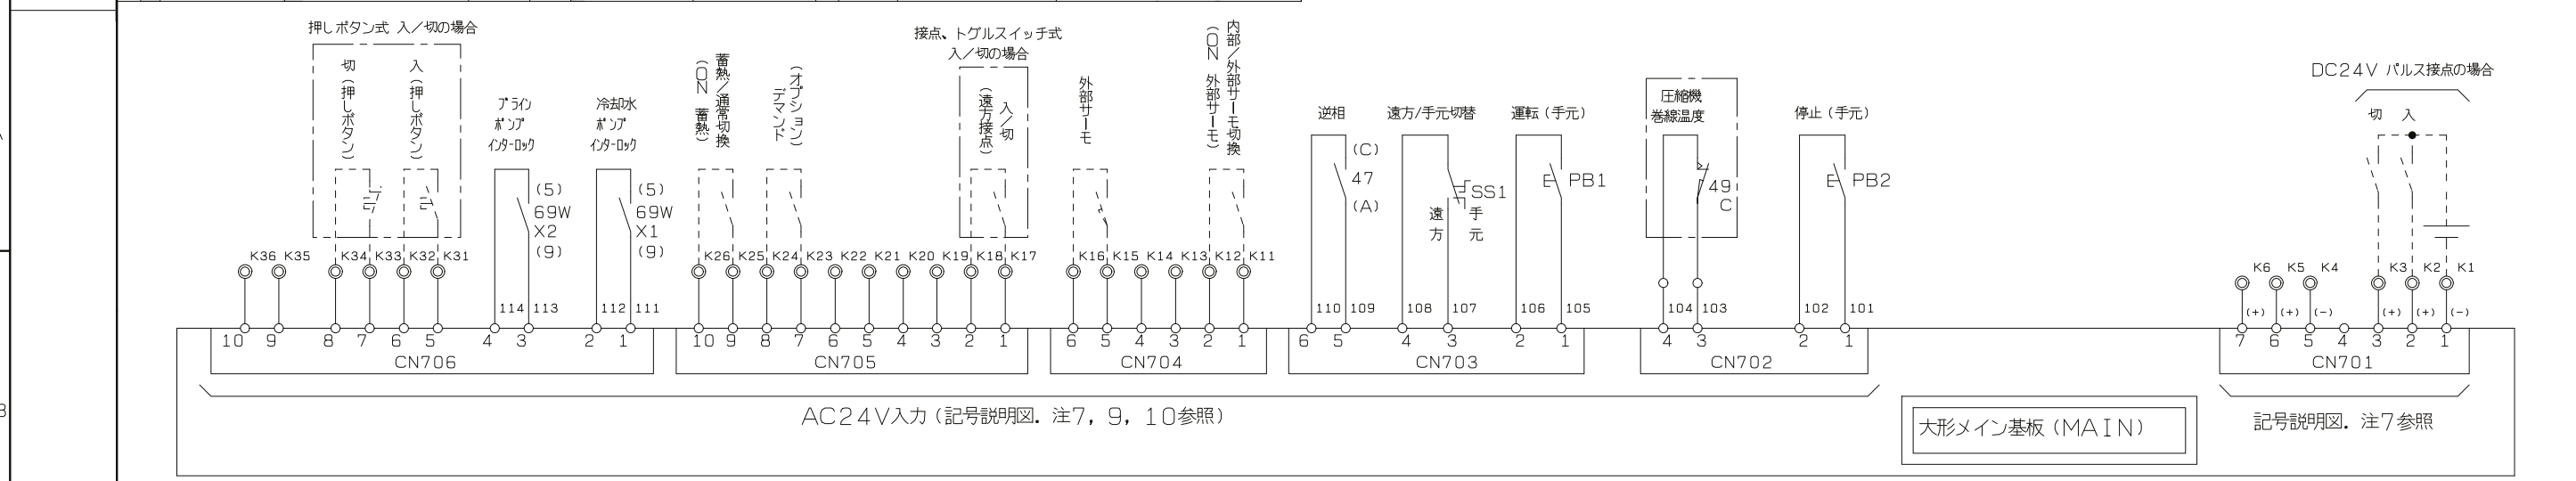 押しボタン式 入／切の場合
切（押しボタン）
入（押しボタン）
ブライン
ポンプ
インターロック
(5)
69W
X2
(9)
冷却水
ポンプ
インターロック
(5)
69W
X1
(9)
蓄熱／通常切換
（ON 蓄熱）
（オプション）
デマンド
接点、トグルスイッチ式
入／切の場合
入／切
（遠方接点）
外部サーモ
内部／外部サーモ切換
（ON 外部サーモ）
逆相
(C)
47
(A)
遠方/手元切替
SS1
遠方
手元
運転（手元）
PB1
圧縮機
巻線温度
49
C
停止（手元）
PB2
DC24V パルス接点の場合
切 入
K36 K35 K34 K33 K32 K31
K26 K25 K24 K23 K22 K21 K20 K19 K18 K17
K16 K15 K14 K13 K12 K11
K6 K5 K4 K3 K2 K1
114 113 112 111
110 109 108 107 106 105
104 103 102 101
(+) (+) (-) (+) (+) (-)
10 9 8 7 6 5 4 3 2 1
CN706
10 9 8 7 6 5 4 3 2 1
CN705
6 5 4 3 2 1
CN704
6 5 4 3 2 1
CN703
4 3 2 1
CN702
7 6 5 4 3 2 1
CN701
AC24V入力（記号説明図．注7，9，10参照）
大形メイン基板（MAIN）
記号説明図．注7参照